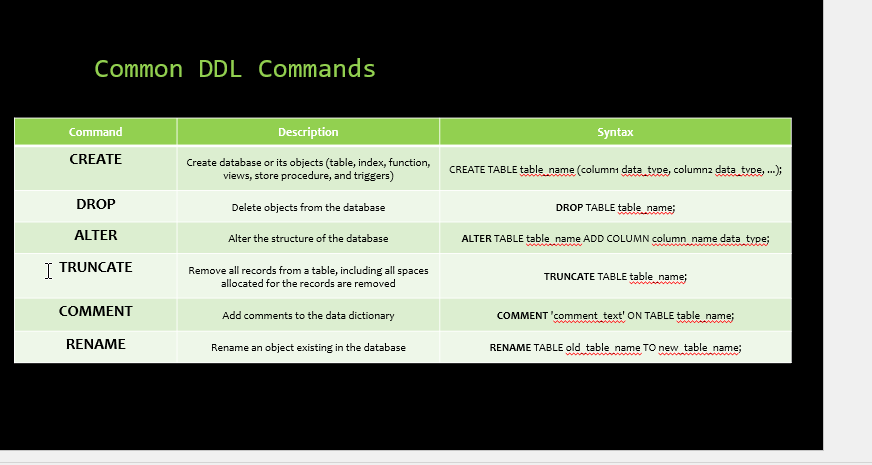 Common DDL Commands
Command Description Syntax
CREATE
Create database or its objects (table, index, function,
views, store procedure, and triggers)
CREATE TABLE table_name (column1 data_type, column2 data_type, ...);
DROP
Delete objects from the database
DROP TABLE table_name;
ALTER
Alter the structure of the database
ALTER TABLE table_name ADD COLUMN column_name data_type;
TRUNCATE
Remove all records from a table, including all spaces
allocated for the records are removed
TRUNCATE TABLE table_name;
COMMENT
Add comments to the data dictionary
COMMENT 'comment_text' ON TABLE table_name;
RENAME
Rename an object existing in the database
RENAME TABLE old_table_name TO new_table_name;